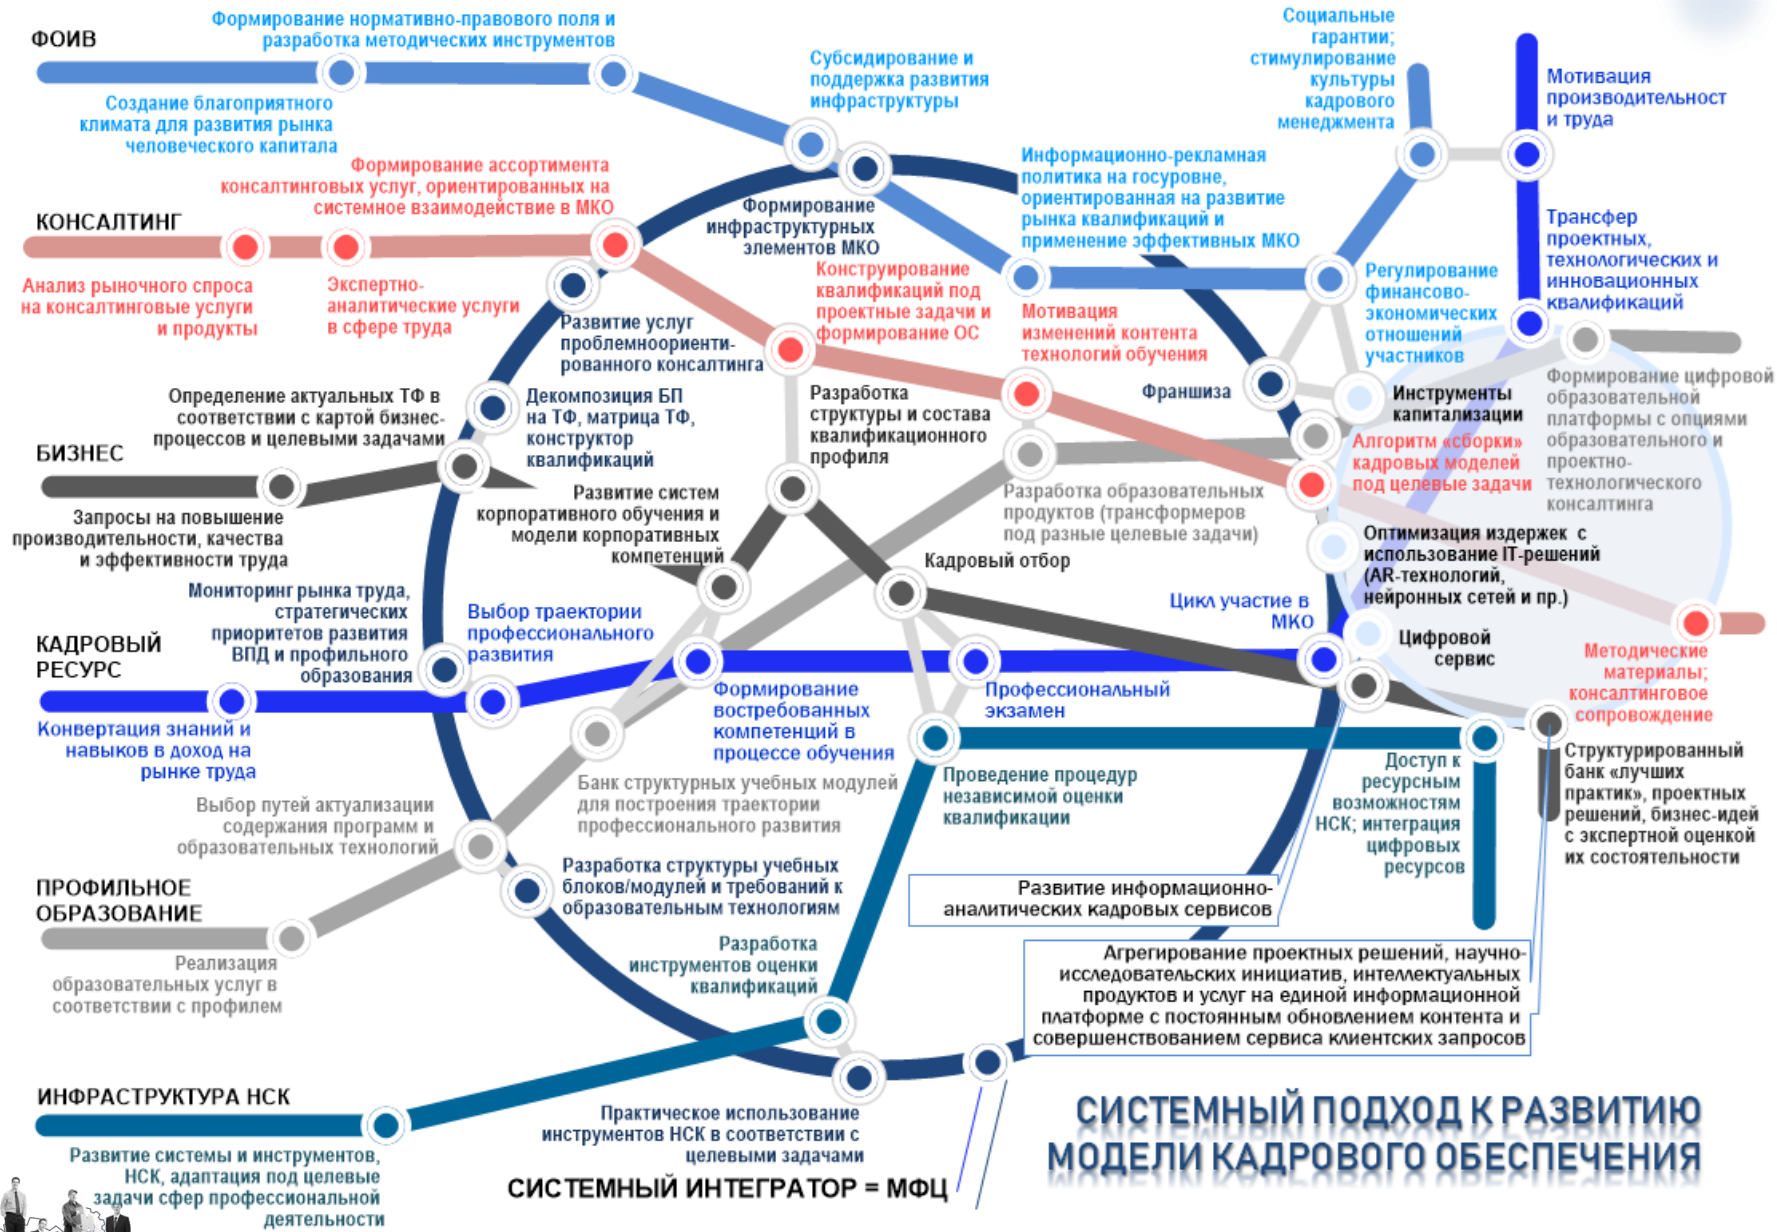 ФОИВ
Формирование нормативно-правового поля и
разработка методических инструментов
Создание благоприятного
климата для развития рынка
человеческого капитала
Субсидирование и
поддержка развития
инфраструктуры
Социальные
гарантии;
стимулирование
культуры
кадрового
менеджмента
Мотивация
производительност
и труда
Формирование ассортимента
консалтинговых услуг, ориентированных на
системное взаимодействие в МКО
КОНСАЛТИНГ
Анализ рыночного спроса
на консалтинговые услуги
и продукты
Экспертно-
аналитические услуги
в сфере труда
Формирование
инфраструктурных
элементов МКО
Информационно-рекламная
политика на госуровне,
ориентированная на развитие
рынка квалификаций и
применение эффективных МКО
Трансфер
проектных,
технологических и
инновационных
квалификаций
Развитие услуг
проблемноориенти-
рованного консалтинга
Конструирование
квалификаций под
проектные задачи и
формирование ОС
Мотивация
изменений контента
технологий обучения
Регулирование
финансово-
экономических
отношений
участников
Определение актуальных ТФ в
соответствии с картой бизнес-
процессов и целевыми задачами
Декомпозиция БП
на ТФ, матрица ТФ,
конструктор
квалификаций
Разработка
структуры и состава
квалификационного
профиля
Франшиза
Инструменты
капитализации
Формирование цифровой
образовательной
платформы с опциями
образовательного и
проектно-
технологического
консалтинга
БИЗНЕС
Запросы на повышение
производительности, качества
и эффективности труда
Развитие систем
корпоративного обучения и
модели корпоративных
компетенций
Разработка образовательных
продуктов (трансформеров
под разные целевые задачи)
Алгоритм «сборки»
кадровых моделей
под целевые задачи
Кадровый отбор
Оптимизация издержек с
использование IT-решений
(AR-технологий,
нейронных сетей и пр.)
Мониторинг рынка труда,
стратегических
приоритетов развития
ВПД и профильного
образования
Выбор траектории
профессионального
развития
Цикл участие в
МКО
Цифровой
сервис
КАДРОВЫЙ
РЕСУРС
Конвертация знаний и
навыков в доход на
рынке труда
Формирование
востребованных
компетенций в
процессе обучения
Профессиональный
экзамен
Методические
материалы;
консалтинговое
сопровождение
Выбор путей актуализации
содержания программ и
образовательных технологий
Банк структурных учебных модулей
для построения траектории
профессионального развития
Проведение процедур
независимой оценки
квалификации
Доступ к
ресурсным
возможностям
НСК; интеграция
цифровых
ресурсов
Структурированный
банк «лучших
практик», проектных
решений, бизнес-идей
с экспертной оценкой
их состоятельности
ПРОФИЛЬНОЕ
ОБРАЗОВАНИЕ
Реализация
образовательных услуг в
соответствии с профилем
Разработка структуры учебных
блоков/модулей и требований к
образовательным технологиям
Развитие информационно-
аналитических кадровых сервисов
Разработка
инструментов оценки
квалификаций
Агрегирование проектных решений, научно-
исследовательских инициатив, интеллектуальных
продуктов и услуг на единой информационной
платформе с постоянным обновлением контента и
совершенствованием сервиса клиентских запросов
ИНФРАСТРУКТУРА НСК
Развитие системы и инструментов,
НСК, адаптация под целевые
задачи сфер профессиональной
деятельности
Практическое использование
инструментов НСК в соответствии с
целевыми задачами
СИСТЕМНЫЙ ИНТЕГРАТОР = МФЦ
СИСТЕМНЫЙ ПОДХОД К РАЗВИТИЮ
МОДЕЛИ КАДРОВОГО ОБЕСПЕЧЕНИЯ